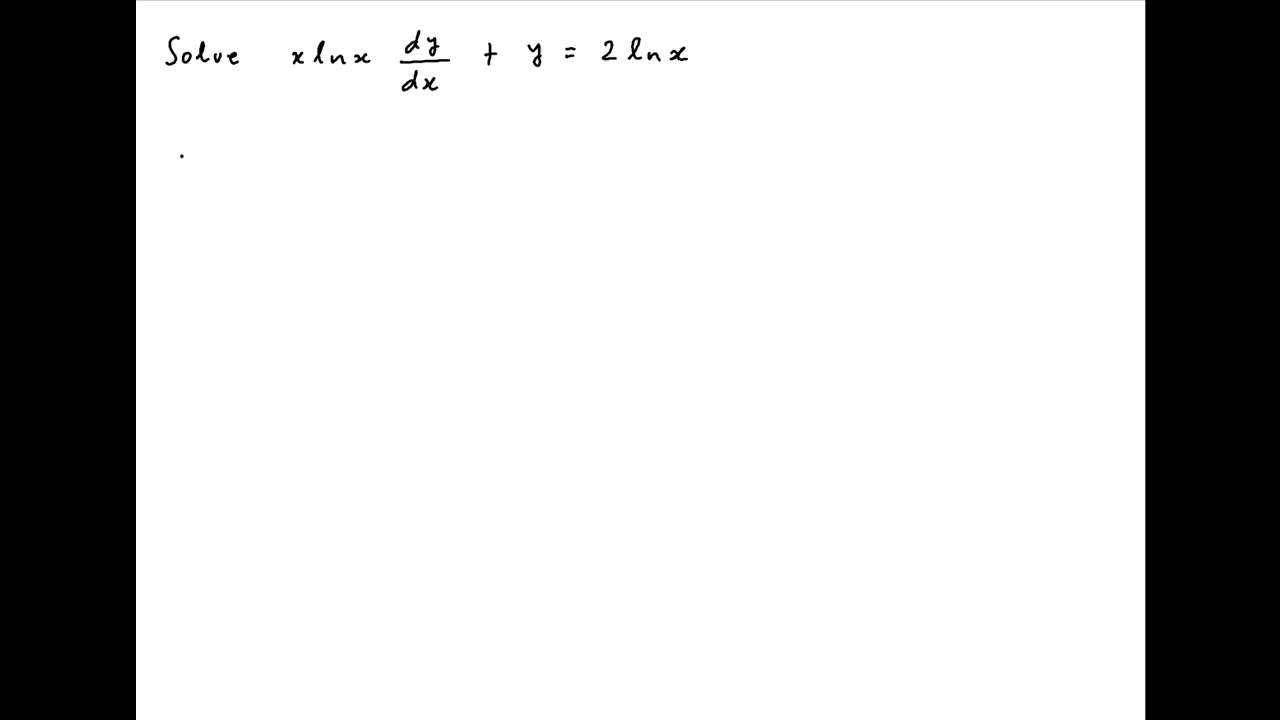 Solve x ln x dy/dx + y = 2 ln x